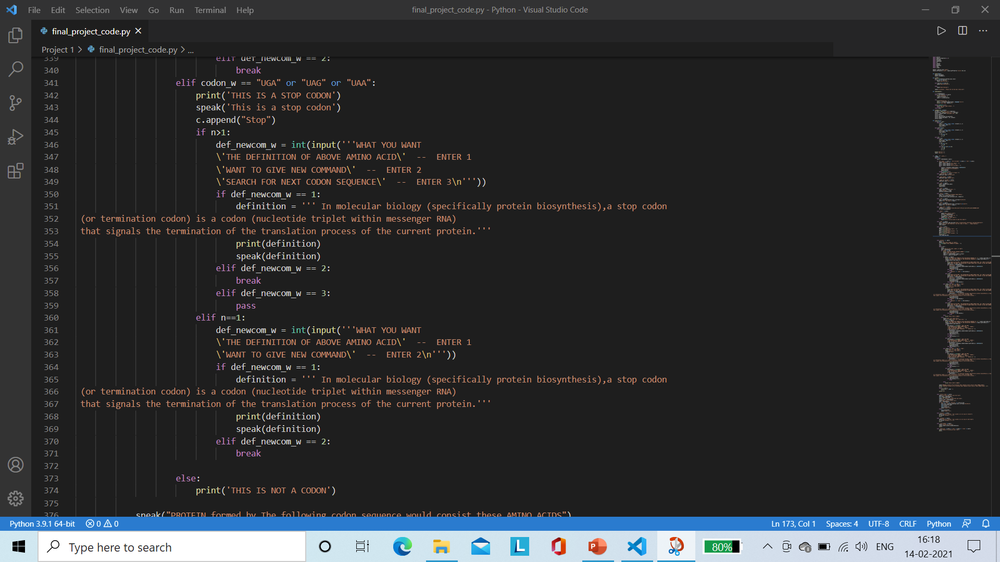 File Edit Selection View Go Run Terminal Help
final_project_code.py - Python - Visual Studio Code
final_project_code.py
Project 1 > final_project_code.py > ...
339 elif def_newcom_w == 2:
340 break
341 elif codon_w == "UGA" or "UAG" or "UAA":
342 print('THIS IS A STOP CODON')
343 speak('This is a stop codon')
344 c.append("Stop")
345 if n>1:
346 def_newcom_w = int(input('''WHAT YOU WANT
347 \'THE DEFINITION OF ABOVE AMINO ACID\'  --  ENTER 1
348 \'WANT TO GIVE NEW COMMAND\'  --  ENTER 2
349 \'SEARCH FOR NEXT CODON SEQUENCE\'  --  ENTER 3\n'''))
350 if def_newcom_w == 1:
351 definition = ''' In molecular biology (specifically protein biosynthesis),a stop codon
352 (or termination codon) is a codon (nucleotide triplet within messenger RNA)
353 that signals the termination of the translation process of the current protein.'''
354 print(definition)
355 speak(definition)
356 elif def_newcom_w == 2:
357 break
358 elif def_newcom_w == 3:
359 pass
360 elif n==1:
361 def_newcom_w = int(input('''WHAT YOU WANT
362 \'THE DEFINITION OF ABOVE AMINO ACID\'  --  ENTER 1
363 \'WANT TO GIVE NEW COMMAND\'  --  ENTER 2\n'''))
364 if def_newcom_w == 1:
365 definition = ''' In molecular biology (specifically protein biosynthesis),a stop codon
366 (or termination codon) is a codon (nucleotide triplet within messenger RNA)
367 that signals the termination of the translation process of the current protein.'''
368 print(definition)
369 speak(definition)
370 elif def_newcom_w == 2:
371 break
372
373 else:
374 print('THIS IS NOT A CODON')
375
376 speak("PROTEIN formed by The following codon sequence would consist these AMINO ACIDS")
Python 3.9.1 64-bit 0 0 Ln 173, Col 1 Spaces: 4 UTF-8 CRLF Python
Type here to search
L
P
80%
ENG
16:18
14-02-2021